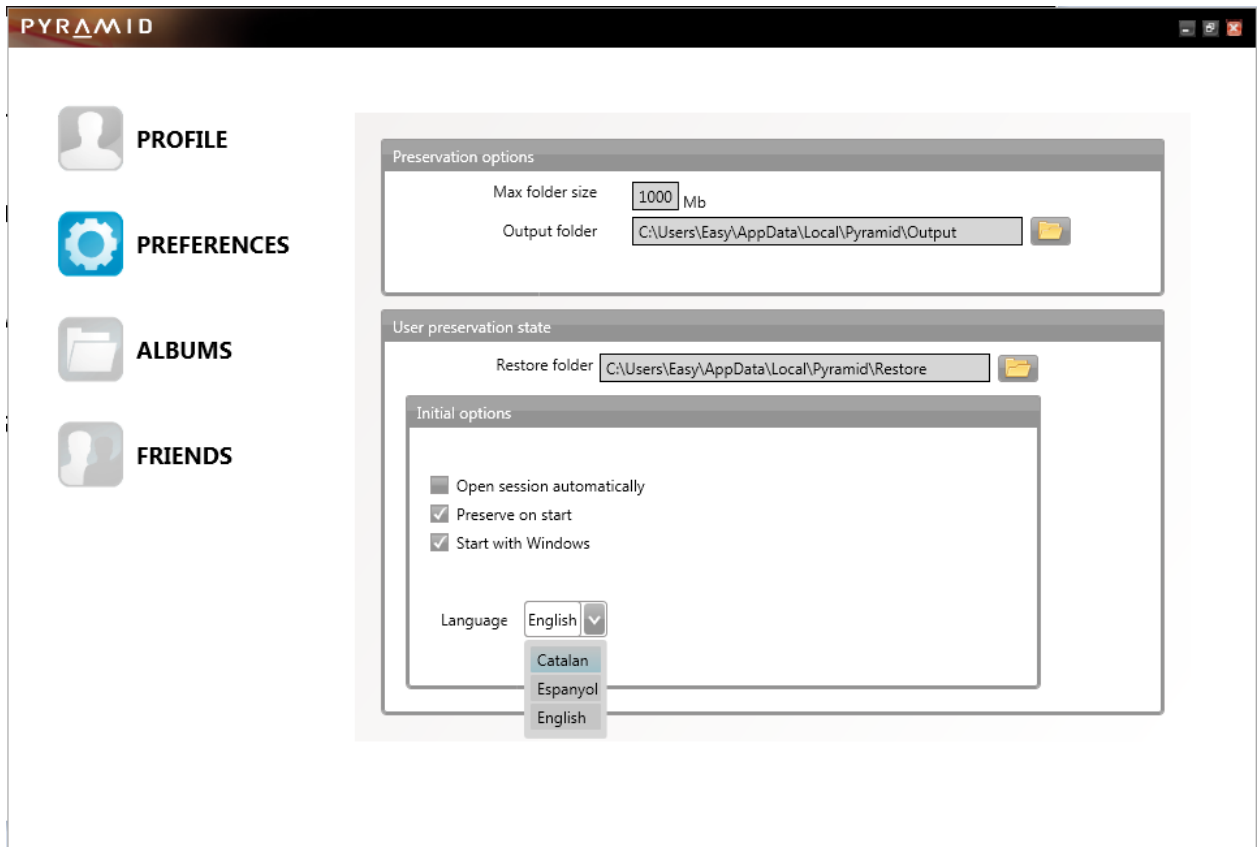 PYRAMID
PROFILE
PREFERENCES
ALBUMS
FRIENDS
Preservation options
Max folder size 1000 Mb
Output folder C:\Users\Easy\AppData\Local\Pyramid\Output
User preservation state
Restore folder C:\Users\Easy\AppData\Local\Pyramid\Restore
Initial options
Open session automatically
Preserve on start
Start with Windows
Language English
Catalan
Espanyol
English